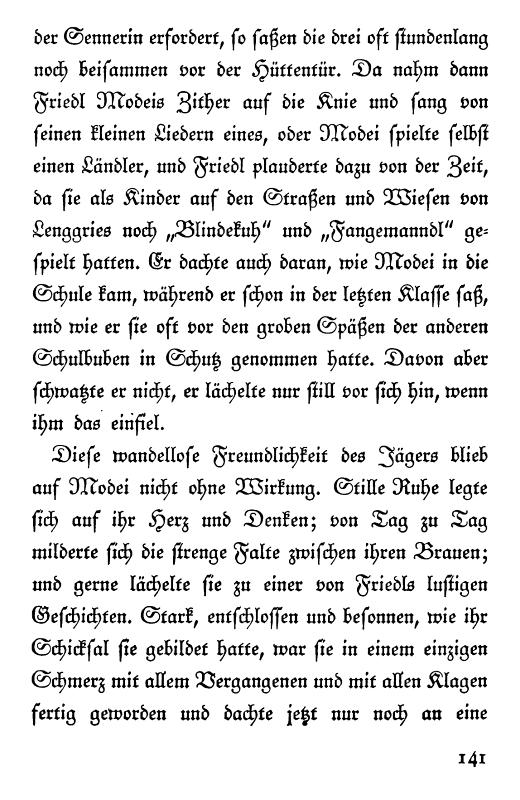 der Sennerin erfordert, so saßen die drei oft stundenlang
noch beisammen vor der Hüttentür. Da nahm dann
Friedl Modeis Zither auf die Knie und sang von
seinen kleinen Liedern eines, oder Modei spielte selbst
einen Ländler, und Friedl plauderte dazu von der Zeit,
da sie als Kinder auf den Straßen und Wiesen von
Lenggries noch „Blindekuh“ und „Fangemanndl“ ge-
spielt hatten. Er dachte auch daran, wie Modei in die
Schule kam, während er schon in der letzten Klasse saß,
und wie er sie oft vor den groben Späßen der anderen
Schulbuben in Schutz genommen hatte. Davon aber
schwatzte er nicht, er lächelte nur still vor sich hin, wenn
ihm das einfiel.
Diese wandellose Freundlichkeit des Jägers blieb
auf Modei nicht ohne Wirkung. Stille Ruhe legte
sich auf ihr Herz und Denken; von Tag zu Tag
milderte sich die strenge Falte zwischen ihren Brauen;
und gerne lächelte sie zu einer von Friedls lustigen
Geschichten. Stark, entschlossen und besonnen, wie ihr
Schicksal sie gebildet hatte, war sie in einem einzigen
Schmerz mit allem Vergangenen und mit allen Klagen
fertig geworden und dachte jetzt nur noch an eine
141